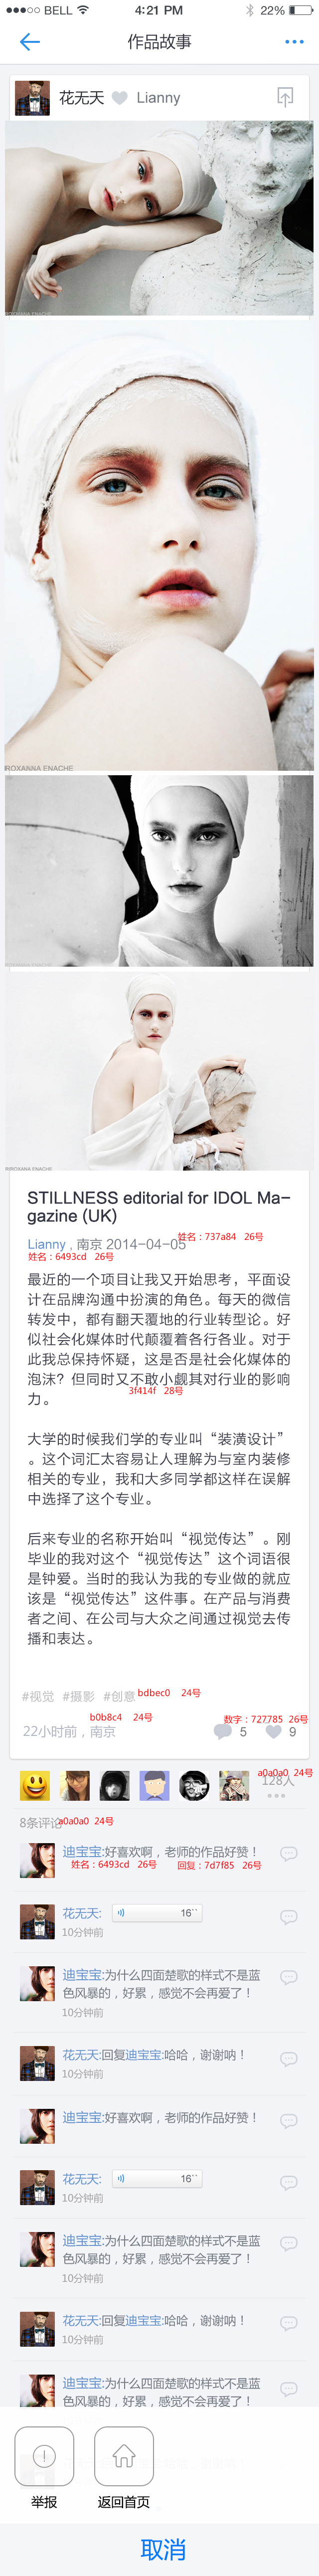 BELL 4:21 PM 22%
作品故事
花无天 Lianny
ROXHANA ENACHE
ROXANNA ENACHE
STILLNESS editorial for IDOL Ma-
gazine (UK)
Lianny , 南京 2014-04-05
姓名：737a84 26号
姓名：6493cd 26号
最近的一个项目让我又开始思考，平面设
计在品牌沟通中扮演的角色。每天的微信
转发中，都有翻天覆地的行业转型论。好
似社会化媒体时代颠覆着各行各业。对于
此我总保持怀疑，这是否是社会化媒体的
泡沫？但同时又不敢小觑其对行业的影响
力。
3f414f 28号
大学的时候我们学的专业叫“装潢设计”
。这个词汇太容易让人理解为与室内装修
相关的专业，我和大多同学都这样在误解
中选择了这个专业。
后来专业的名称开始叫“视觉传达”。刚
毕业的我对这个“视觉传达”这个词语很
是钟爱。当时的我认为我的专业做的就应
该是“视觉传达”这件事。在产品与消费
者之间、在公司与大众之间通过视觉去传
播和表达。
#视觉 #摄影 #创意 bdbec0 24号
b0b8c4 24号
数字：727785 26号
22小时前，南京 5 9
a0a0a0 24号
128人
8条评论 a0a0a0 24号
迪宝宝:好喜欢啊，老师的作品好赞！
姓名：6493cd 26号 回复：7d7f85 26号
花无天: 16``
10分钟前
迪宝宝:为什么四面楚歌的样式不是蓝
色风暴的，好累，感觉不会再爱了！
10分钟前
花无天:回复迪宝宝:哈哈，谢谢呐！
10分钟前
迪宝宝:好喜欢啊，老师的作品好赞！
花无天: 16``
10分钟前
迪宝宝:为什么四面楚歌的样式不是蓝
色风暴的，好累，感觉不会再爱了！
10分钟前
花无天:回复迪宝宝:哈哈，谢谢呐！
10分钟前
迪宝宝:为什么四面楚歌的样式不是蓝
色风暴的，好累，感觉不会再爱了！
举报 返回首页
取消